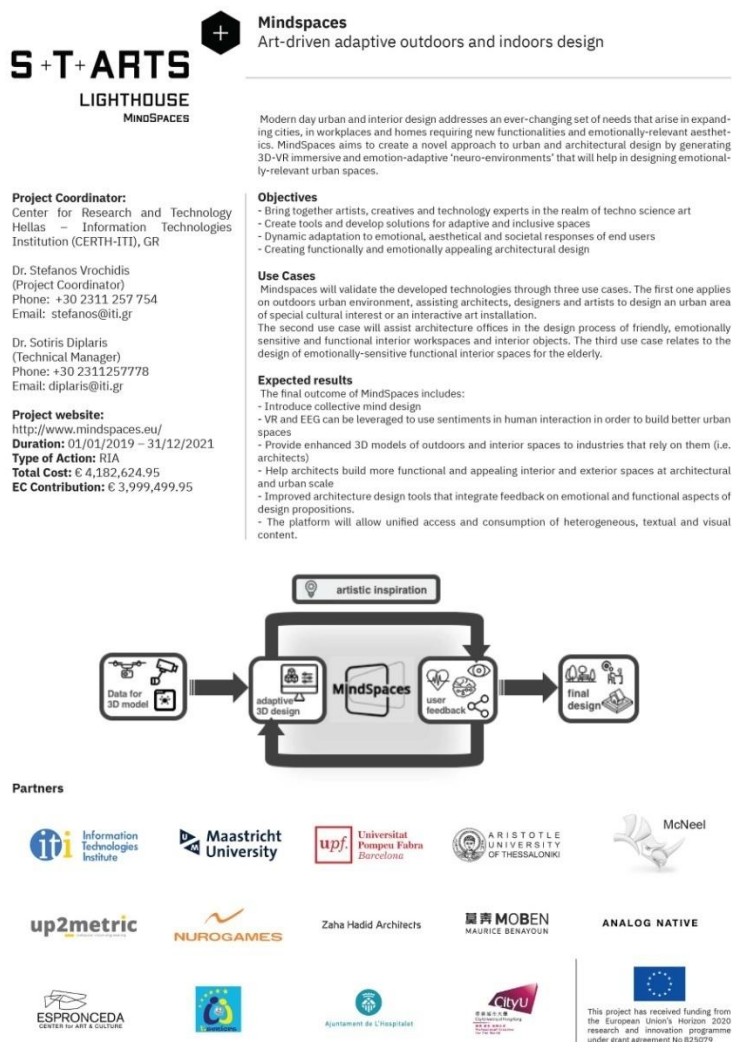 S+T+ARTS
LIGHTHOUSE
MINDSPACES
Mindspaces
Art-driven adaptive outdoors and indoors design
Modern day urban and interior design addresses an ever-changing set of needs that arise in expand-
ing cities, in workplaces and homes requiring new functionalities and emotionally-relevant aesthet-
ics. MindSpaces aims to create a novel approach to urban and architectural design by generating
3D-VR immersive and emotion-adaptive ‘neuro-environments’ that will help in designing emotional-
ly-relevant urban spaces.
Project Coordinator:
Center for Research and Technology
Hellas – Information Technologies
Institution (CERTH-ITI), GR
Dr. Stefanos Vrochidis
(Project Coordinator)
Phone: +30 2311 257 754
Email: stefanos@iti.gr
Dr. Sotiris Diplaris
(Technical Manager)
Phone: +30 2311257778
Email: diplaris@iti.gr
Project website:
http://www.mindspaces.eu/
Duration: 01/01/2019 – 31/12/2021
Type of Action: RIA
Total Cost: € 4,182,624.95
EC Contribution: € 3,999,499.95
Objectives
- Bring together artists, creatives and technology experts in the realm of techno science art
- Create tools and develop solutions for adaptive and inclusive spaces
- Dynamic adaptation to emotional, aesthetical and societal responses of end users
- Creating functionally and emotionally appealing architectural design
Use Cases
Mindspaces will validate the developed technologies through three use cases. The first one applies
on outdoors urban environment, assisting architects, designers and artists to design an urban area
of special cultural interest or an interactive art installation.
The second use case will assist architecture offices in the design process of friendly, emotionally
sensitive and functional interior workspaces and interior objects. The third use case relates to the
design of emotionally-sensitive functional interior spaces for the elderly.
Expected results
The final outcome of MindSpaces includes:
- Introduce collective mind design
- VR and EEG can be leveraged to use sentiments in human interaction in order to build better urban
spaces
- Provide enhanced 3D models of outdoors and interior spaces to industries that rely on them (i.e.
architects)
- Help architects build more functional and appealing interior and exterior spaces at architectural
and urban scale
- Improved architecture design tools that integrate feedback on emotional and functional aspects of
design propositions.
- The platform will allow unified access and consumption of heterogeneous, textual and visual
content.
artistic inspiration
Data for
3D model
adaptive
3D design
MindSpaces
user
feedback
final
design
Partners
iti Information
Technologies
Institute
UM Maastricht
University
upf. Universitat
Pompeu Fabra
Barcelona
ARISTOTLE
UNIVERSITY
OF THESSALONIKI
McNeel
up2metric
NUROGAMES
Zaha Hadid Architects
莫奔 MOBEN
MAURICE BENAYOUN
ANALOG NATIVE
ESPRONCEDA
CENTER for ART & CULTURE
Ajuntament de L'Hospitalet
CityU
香港城市大學
City University of Hong Kong
This project has received funding from
the European Union's Horizon 2020
research and innovation programme
under grant agreement No 825079